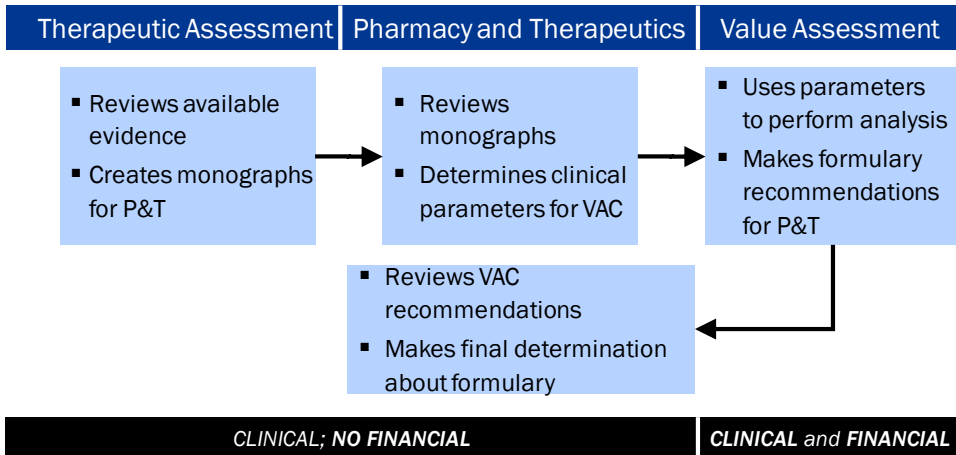 Therapeutic Assessment
Pharmacy and Therapeutics
Value Assessment
▪ Reviews available
evidence
▪ Creates monographs
for P&T
▪ Reviews
monographs
▪ Determines clinical
parameters for VAC
▪ Uses parameters
to perform analysis
▪ Makes formulary
recommendations
for P&T
▪ Reviews VAC
recommendations
▪ Makes final determination
about formulary
CLINICAL; NO FINANCIAL
CLINICAL and FINANCIAL